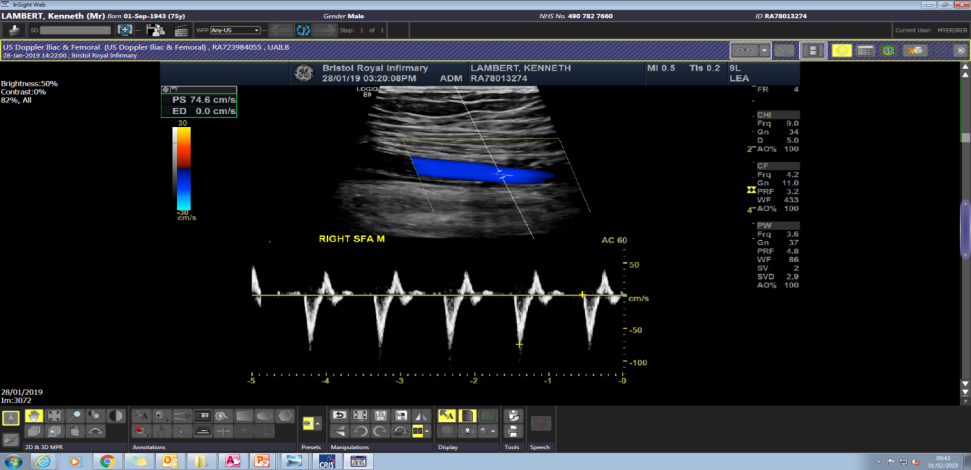 InSight Web
LAMBERT, Kenneth (Mr) Born 01-Sep-1943 (75y) Gender Male NHS No. 490 782 7660 ID RA78013274
SD: WFP Any-US Step: 1 of 1 Current User: MYERSREB
US Doppler Iliac & Femoral (US Doppler Iliac & Femoral) , RA723984055 , UAILB
28-Jan-2019 14:22:00 , Bristol Royal Infirmary
Bristol Royal Infirmary LAMBERT, KENNETH MI 0.5 TIs 0.2 9L
28/01/19 03:20:08PM ADM RA78013274 LEA
Brightness:50%
Contrast:0%
82%, All
LOGIQ
E9
PS 74.6 cm/s
ED 0.0 cm/s
30
-30
cm/s
FR 4
CHI
Frq 9.0
Gn 34
D 5.0
2 AO% 100
CF
Frq 4.2
Gn 11.0
PRF 3.2
WF 433
4 AO% 100
PW
Frq 3.6
Gn 37
PRF 4.8
WF 86
SV 2
SVD 2.9
AO% 100
RIGHT SFA M
AC 60
50
cm/s
-50
-100
-5 -4 -3 -2 -1 -0
28/01/2019
Im:3072
2D & 3D MPR Annotations Presets Manipulations Display Tools Speech
CRIS
06:43
01/02/2019